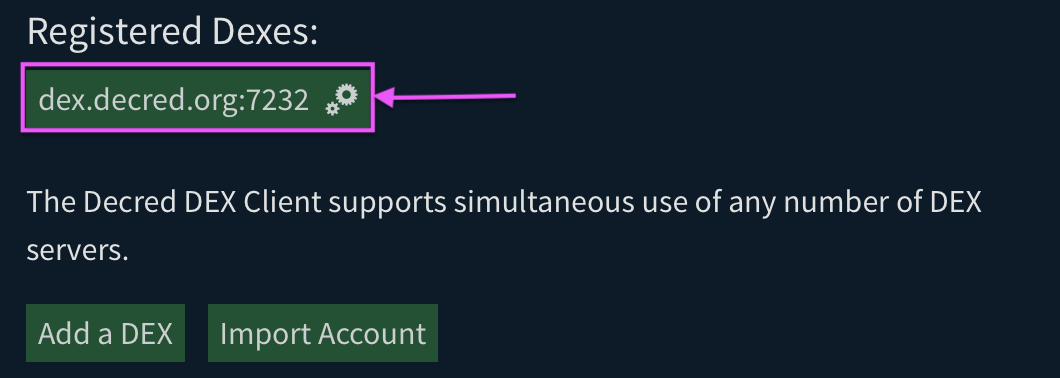 Registered Dexes:
dex.decred.org:7232
The Decred DEX Client supports simultaneous use of any number of DEX
servers.
Add a DEX
Import Account